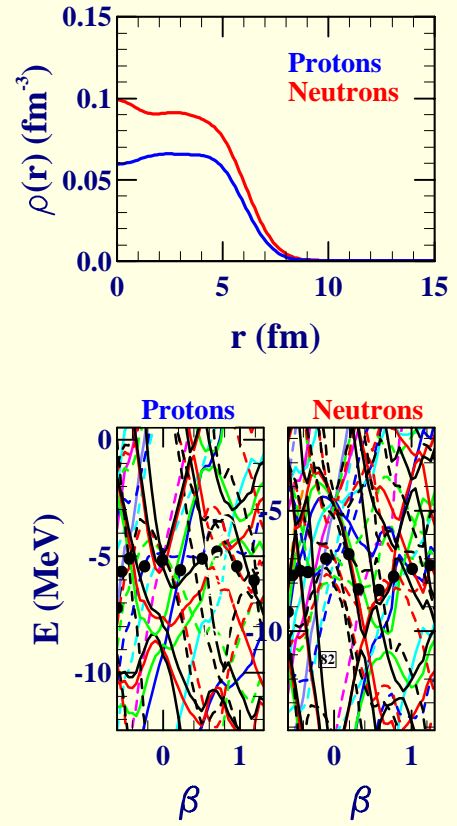 0.15
Protons
Neutrons
0.1
0.05
0.0
ρ(r) (fm-3)
0 5 10 15
r (fm)
Protons Neutrons
0
-5
-10
E (MeV)
-5
-10
82
0 1 0 1
β β